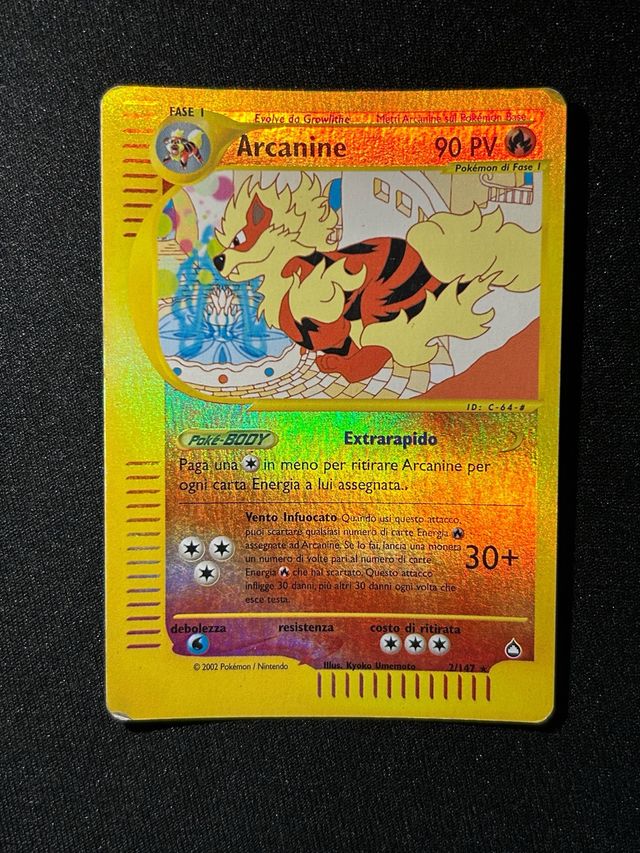 FASE 1
Evolve da Growlithe Metti Arcanine sul Pokémon Base
Arcanine 90 PV
Pokémon di Fase 1
ID: C-64-#
Poké-BODY Extrarapido
Paga una in meno per ritirare Arcanine per
ogni carta Energia a lui assegnata..
Vento Infuocato Quando usi questo attacco,
puoi scartare qualsiasi numero di carte Energia
assegnate ad Arcanine. Se lo fai, lancia una moneta
un numero di volte pari al numero di carte
Energia che hai scartato. Questo attacco
infligge 30 danni, più altri 30 danni ogni volta che
esce testa.
30+
debolezza resistenza costo di ritirata
© 2002 Pokémon / Nintendo Illus. Kyoko Umemoto 2/147 ★